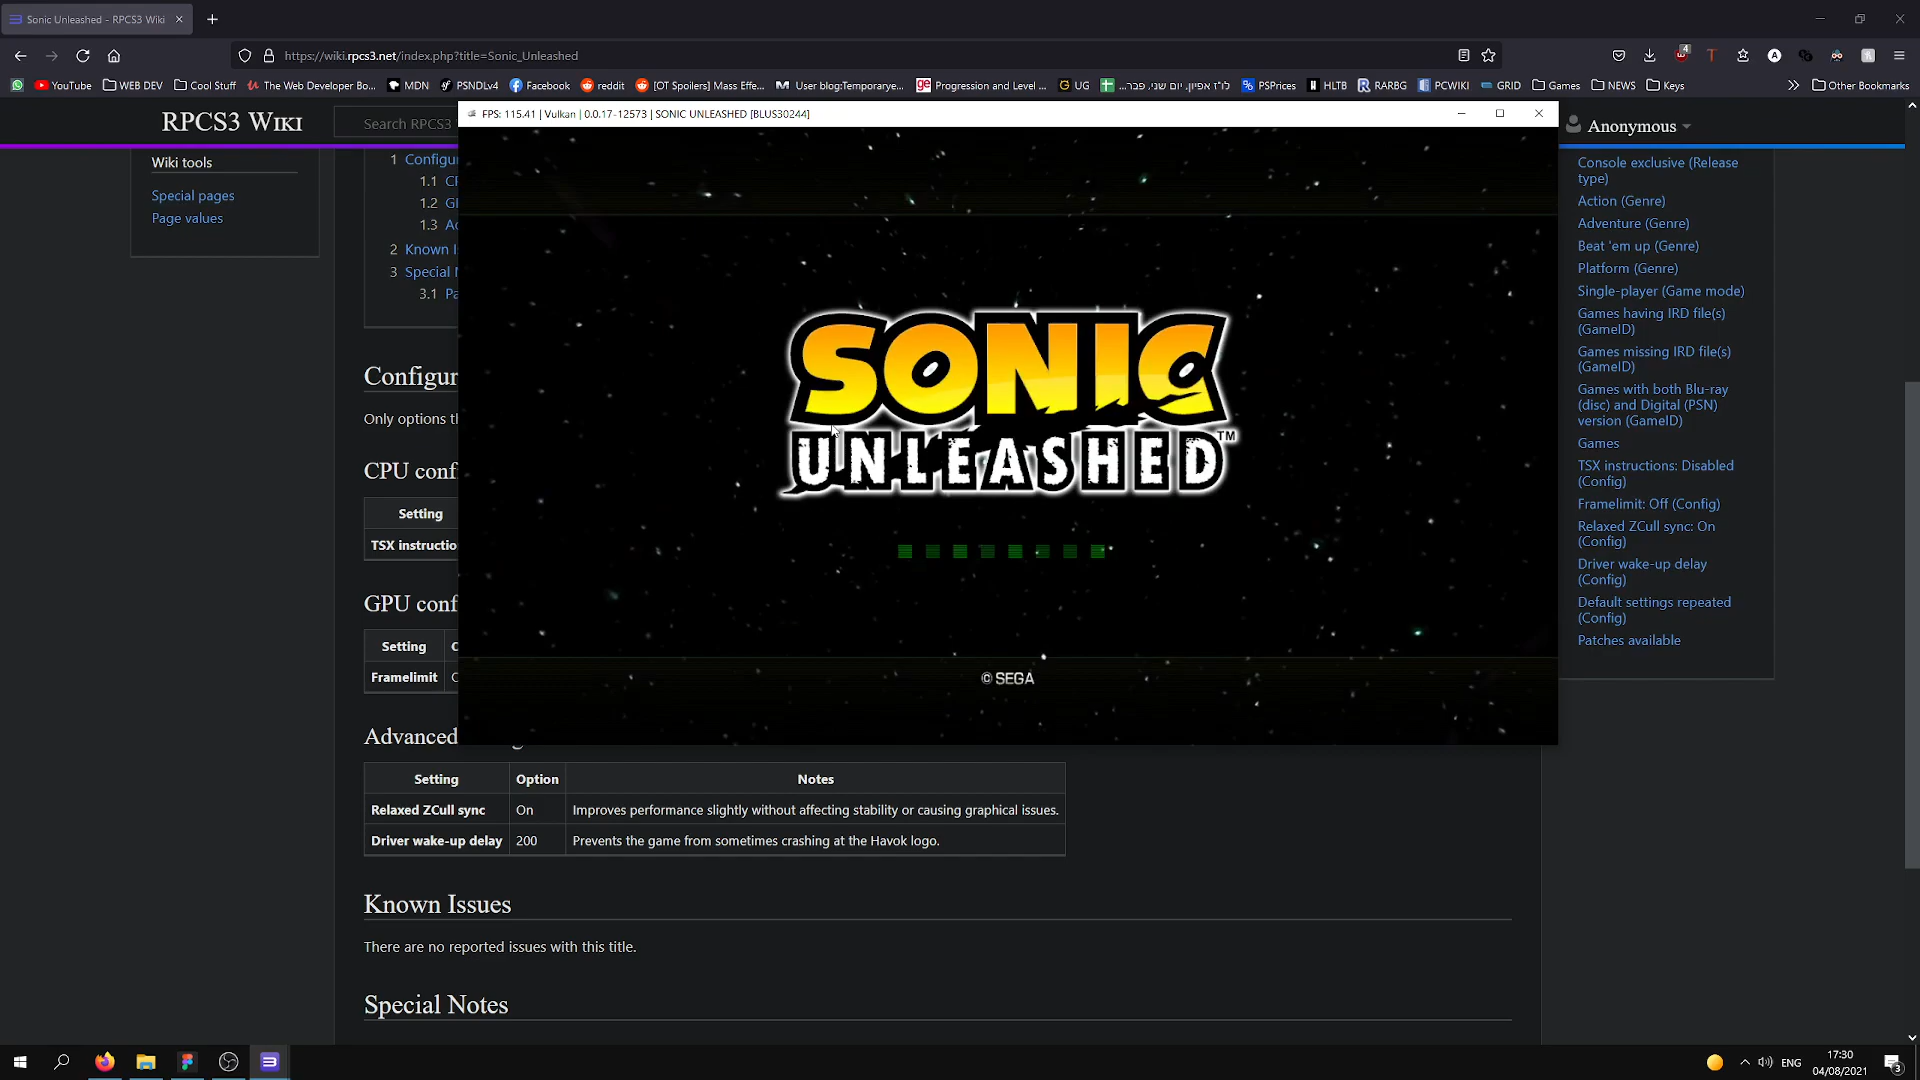 Sonic Unleashed - RPCS3 Wiki
https://wiki.rpcs3.net/index.php?title=Sonic_Unleashed
4
YouTube
WEB DEV
Cool Stuff
The Web Developer Bo...
MDN
PSNDLv4
Facebook
reddit
[OT Spoilers] Mass Effe...
User blog:Temporarye...
Progression and Level ...
UG
לו"ז אפיון, יום שני, פבר...
PSPrices
HLTB
RARBG
PCWIKI
GRID
Games
NEWS
Keys
Other Bookmarks
RPCS3 WIKI
Search RPCS3
FPS: 115.41 | Vulkan | 0.0.17-12573 | SONIC UNLEASHED [BLUS30244]
Anonymous
Wiki tools
Special pages
Page values
1 Configu
1.1
1.2
1.3
2 Known I
3 Special
3.1
SONIC
UNLEASHED™
© SEGA
Configur
Only options t
CPU conf
Setting
TSX instructio
GPU conf
Setting
Framelimit
Advanced
Setting Option Notes
Relaxed ZCull sync On Improves performance slightly without affecting stability or causing graphical issues.
Driver wake-up delay 200 Prevents the game from sometimes crashing at the Havok logo.
Known Issues
There are no reported issues with this title.
Special Notes
Console exclusive (Release
type)
Action (Genre)
Adventure (Genre)
Beat 'em up (Genre)
Platform (Genre)
Single-player (Game mode)
Games having IRD file(s)
(GameID)
Games missing IRD file(s)
(GameID)
Games with both Blu-ray
(disc) and Digital (PSN)
version (GameID)
Games
TSX instructions: Disabled
(Config)
Framelimit: Off (Config)
Relaxed ZCull sync: On
(Config)
Driver wake-up delay
(Config)
Default settings repeated
(Config)
Patches available
ENG
17:30
04/08/2021
3